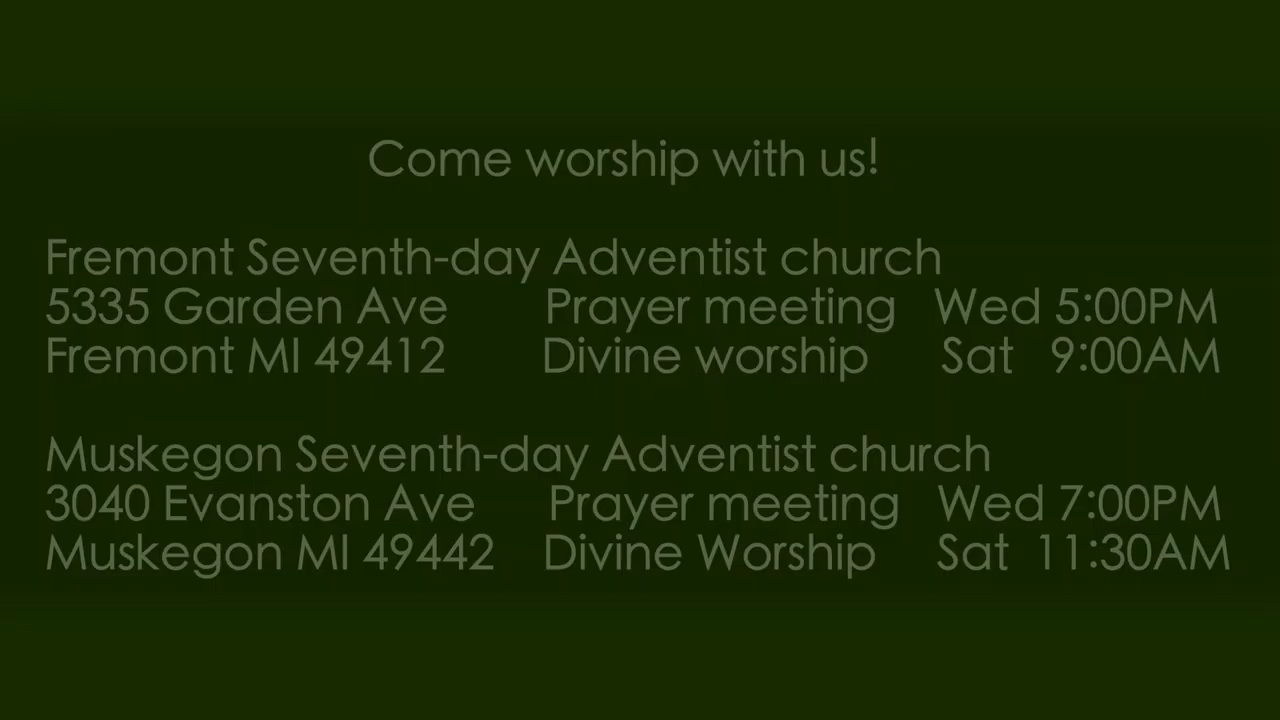 Come worship with us!
Fremont Seventh-day Adventist church
5335 Garden Ave Prayer meeting Wed 5:00PM
Fremont MI 49412 Divine worship Sat 9:00AM
Muskegon Seventh-day Adventist church
3040 Evanston Ave Prayer meeting Wed 7:00PM
Muskegon MI 49442 Divine Worship Sat 11:30AM